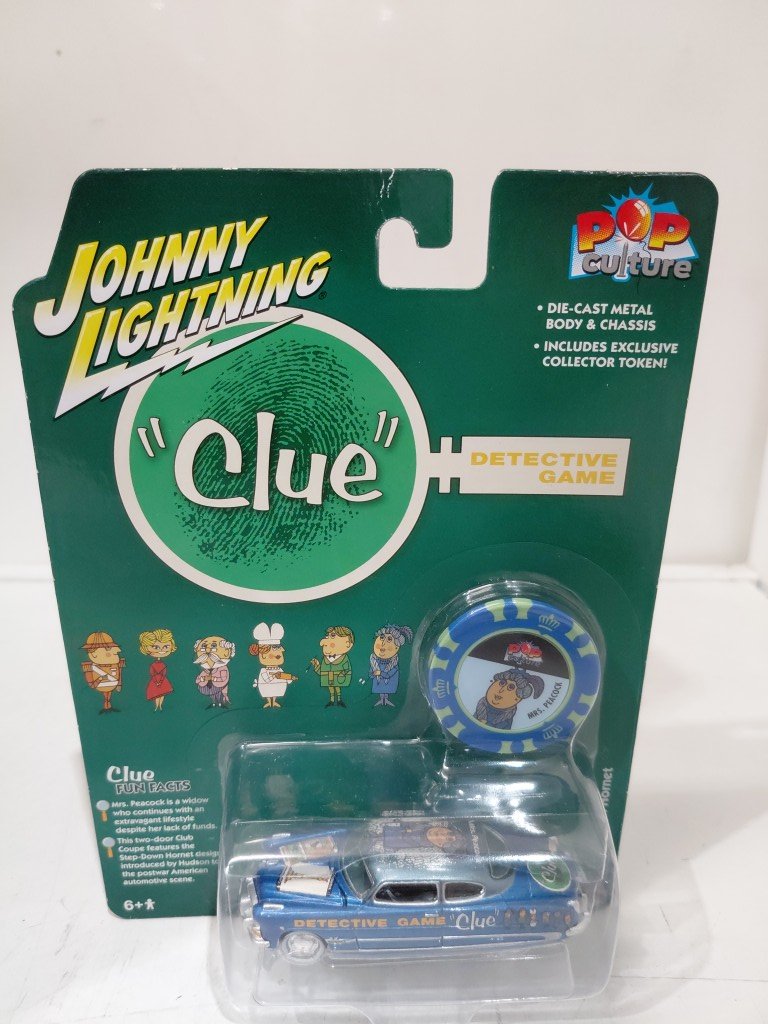 JOHNNY
LIGHTNING®
POP
culture
• DIE-CAST METAL
BODY & CHASSIS
• INCLUDES EXCLUSIVE
COLLECTOR TOKEN!
"Clue"
DETECTIVE
GAME
POP
MRS. PEACOCK
Clue
FUN FACTS
Mrs. Peacock is a widow
who continues with an
extravagant lifestyle
despite her lack of funds.
This two-door Club
Coupe features the
Step-Down Hornet design
introduced by Hudson to
the postwar American
automotive scene.
6+
Hornet
DETECTIVE GAME "Clue"